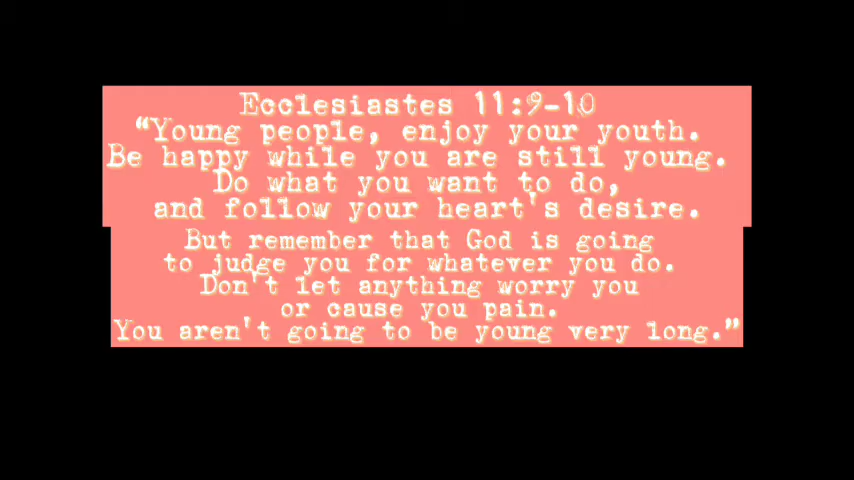 Ecclesiastes 11:9-10
“Young people, enjoy your youth.
Be happy while you are still young.
Do what you want to do,
and follow your heart's desire.
But remember that God is going
to judge you for whatever you do.
Don't let anything worry you
or cause you pain.
You aren't going to be young very long.”